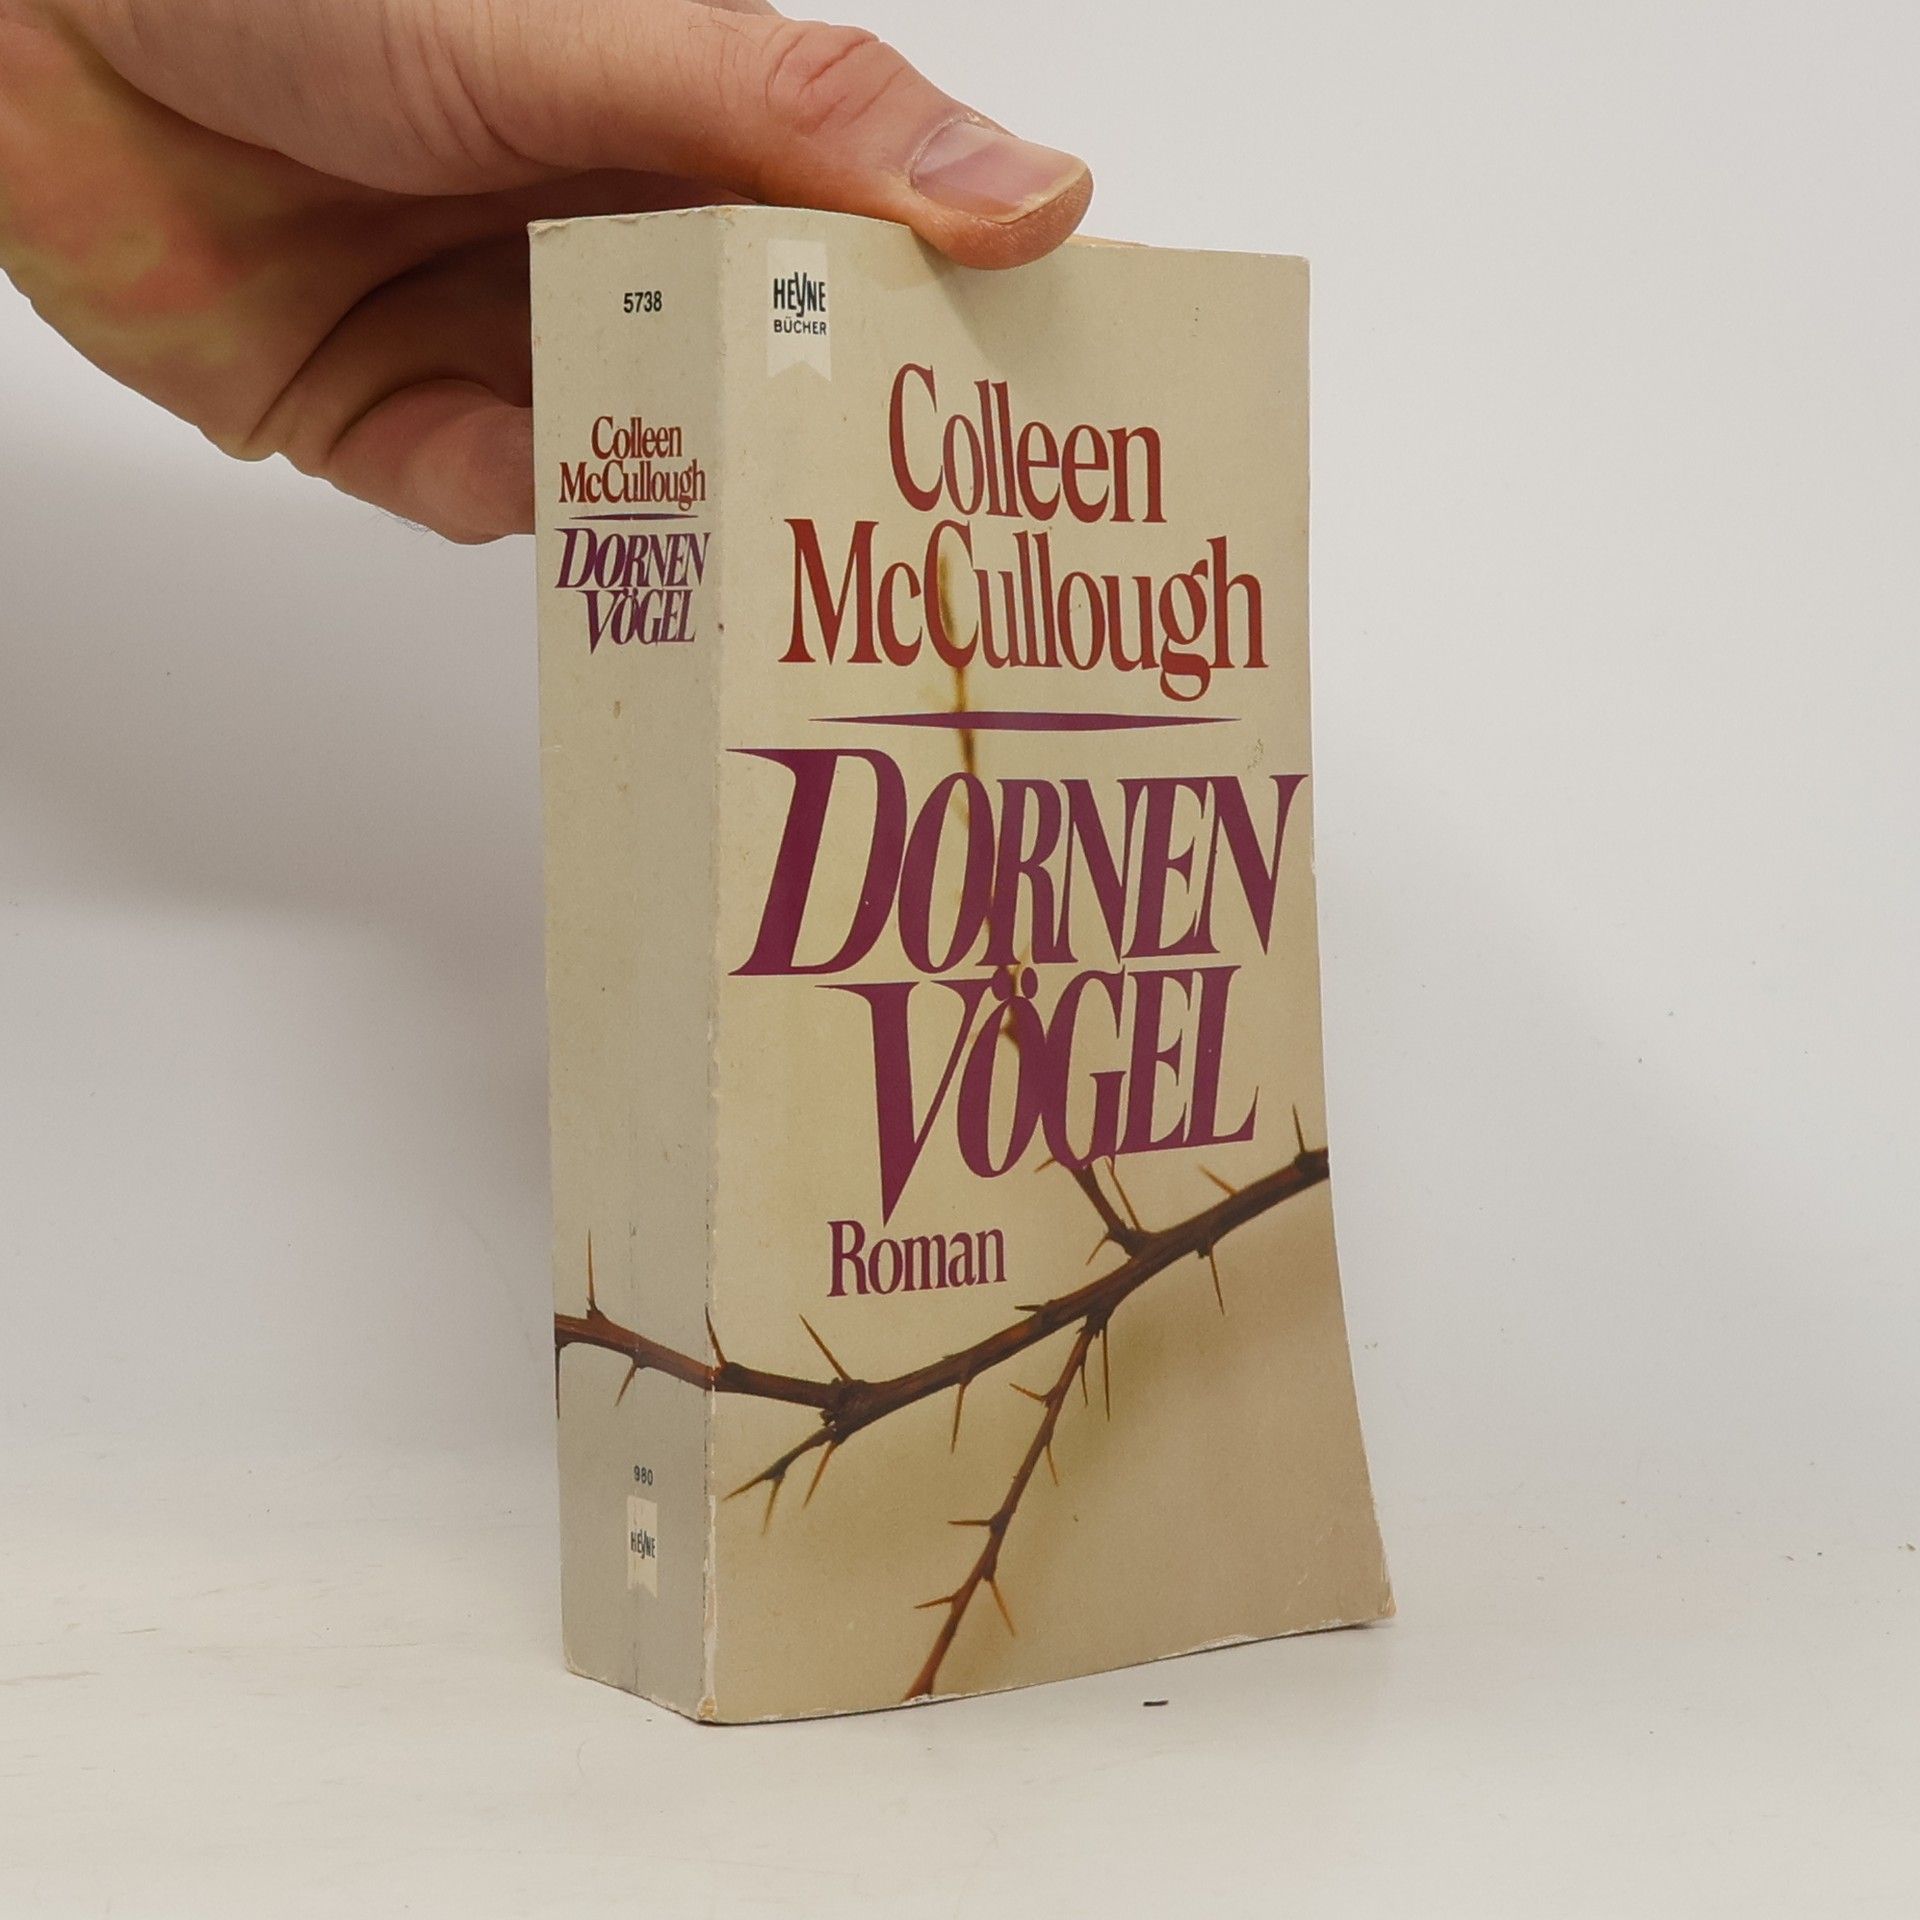 5738
Colleen
McCullough
DORNEN
VÖGEL
980
HEYNE
HEYNE
BÜCHER
Colleen
McCullough
DORNEN
VÖGEL
Roman